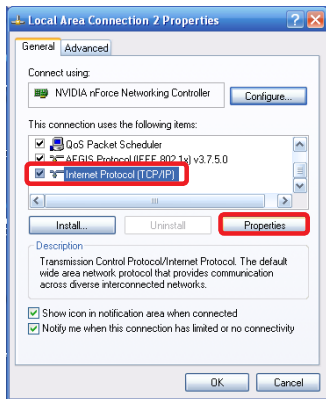 Local Area Connection 2 Properties
General Advanced
Connect using:
NVIDIA nForce Networking Controller
Configure...
This connection uses the following items:
QoS Packet Scheduler
AEGIS Protocol (IEEE 802.1x) v3.7.5.0
Internet Protocol (TCP/IP)
Install... Uninstall Properties
Description
Transmission Control Protocol/Internet Protocol. The default
wide area network protocol that provides communication
across diverse interconnected networks.
Show icon in notification area when connected
Notify me when this connection has limited or no connectivity
OK Cancel